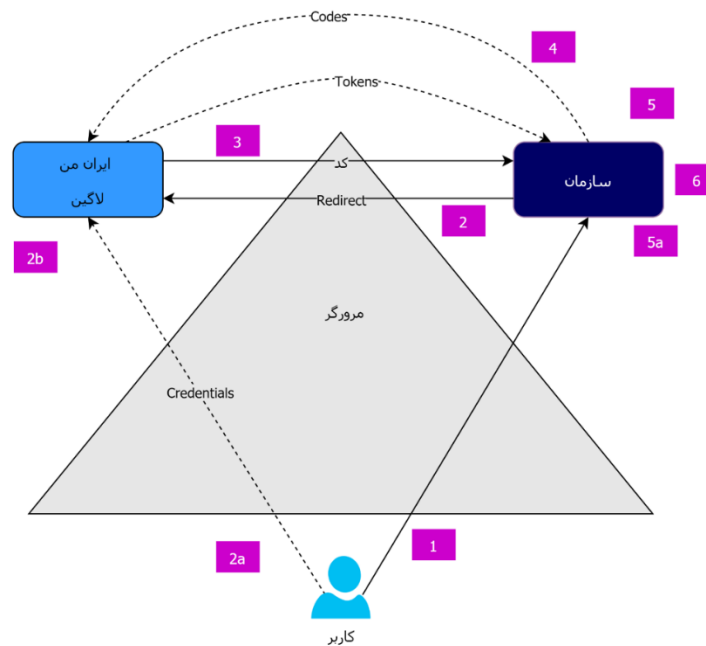 Codes
4
Tokens
5
3
ایران من
لاگین
کد
سازمان
6
Redirect
2
5a
2b
مرورگر
Credentials
1
2a
کاربر